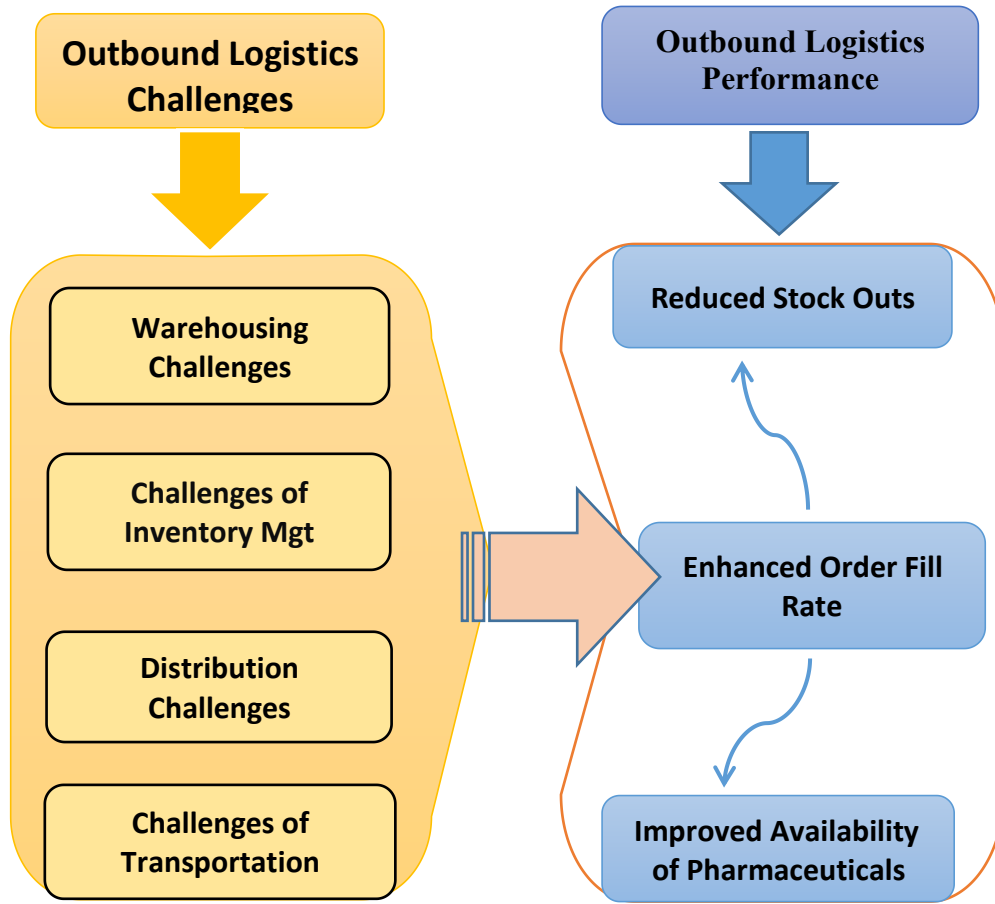 Outbound Logistics
Challenges
Outbound Logistics
Performance
Warehousing
Challenges
Challenges of
Inventory Mgt
Distribution
Challenges
Challenges of
Transportation
Reduced Stock Outs
Enhanced Order Fill
Rate
Improved Availability
of Pharmaceuticals